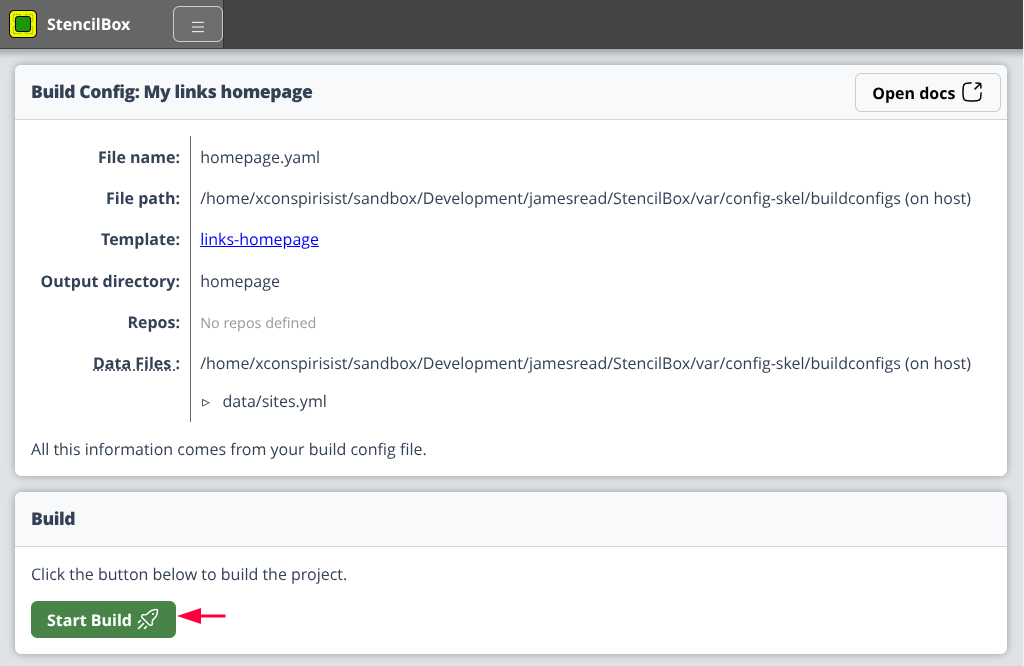 StencilBox
Build Config: My links homepage
Open docs
File name: homepage.yaml
File path: /home/xconspirisist/sandbox/Development/jamesread/StencilBox/var/config-skel/buildconfigs (on host)
Template: links-homepage
Output directory: homepage
Repos: No repos defined
Data Files : /home/xconspirisist/sandbox/Development/jamesread/StencilBox/var/config-skel/buildconfigs (on host)
data/sites.yml
All this information comes from your build config file.
Build
Click the button below to build the project.
Start Build